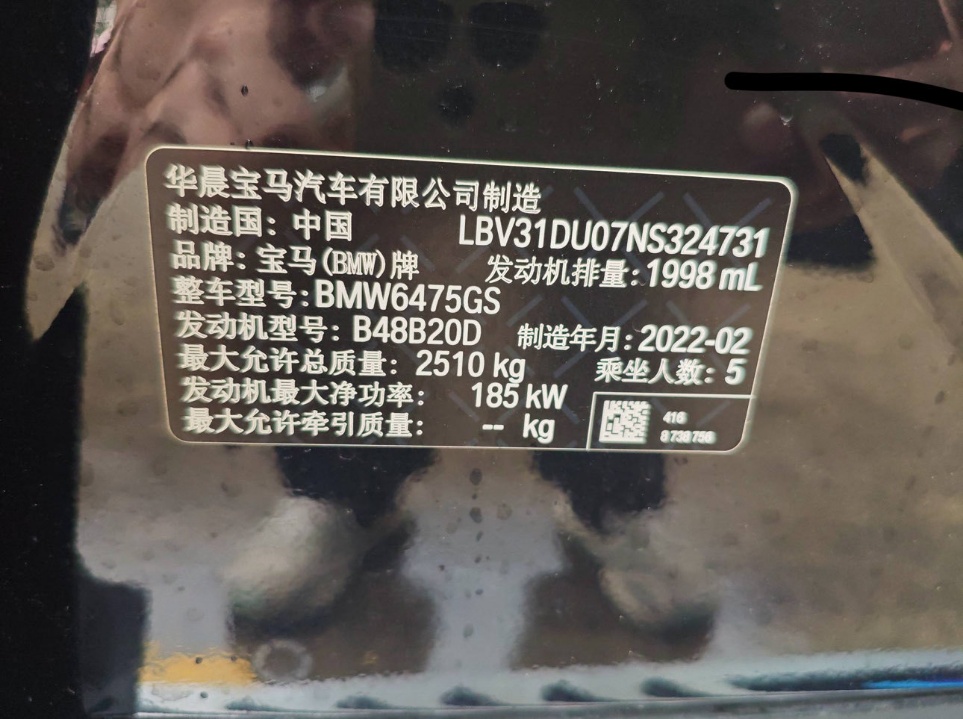 华晨宝马汽车有限公司制造
制造国：中国 LBV31DU07NS324731
品牌：宝马(BMW)牌 发动机排量：1998 mL
整车型号：BMW6475GS
发动机型号：B48B20D 制造年月：2022-02
最大允许总质量：2510 kg 乘坐人数：5
发动机最大净功率：185 kW
最大允许牵引质量：-- kg
416
8 738 756